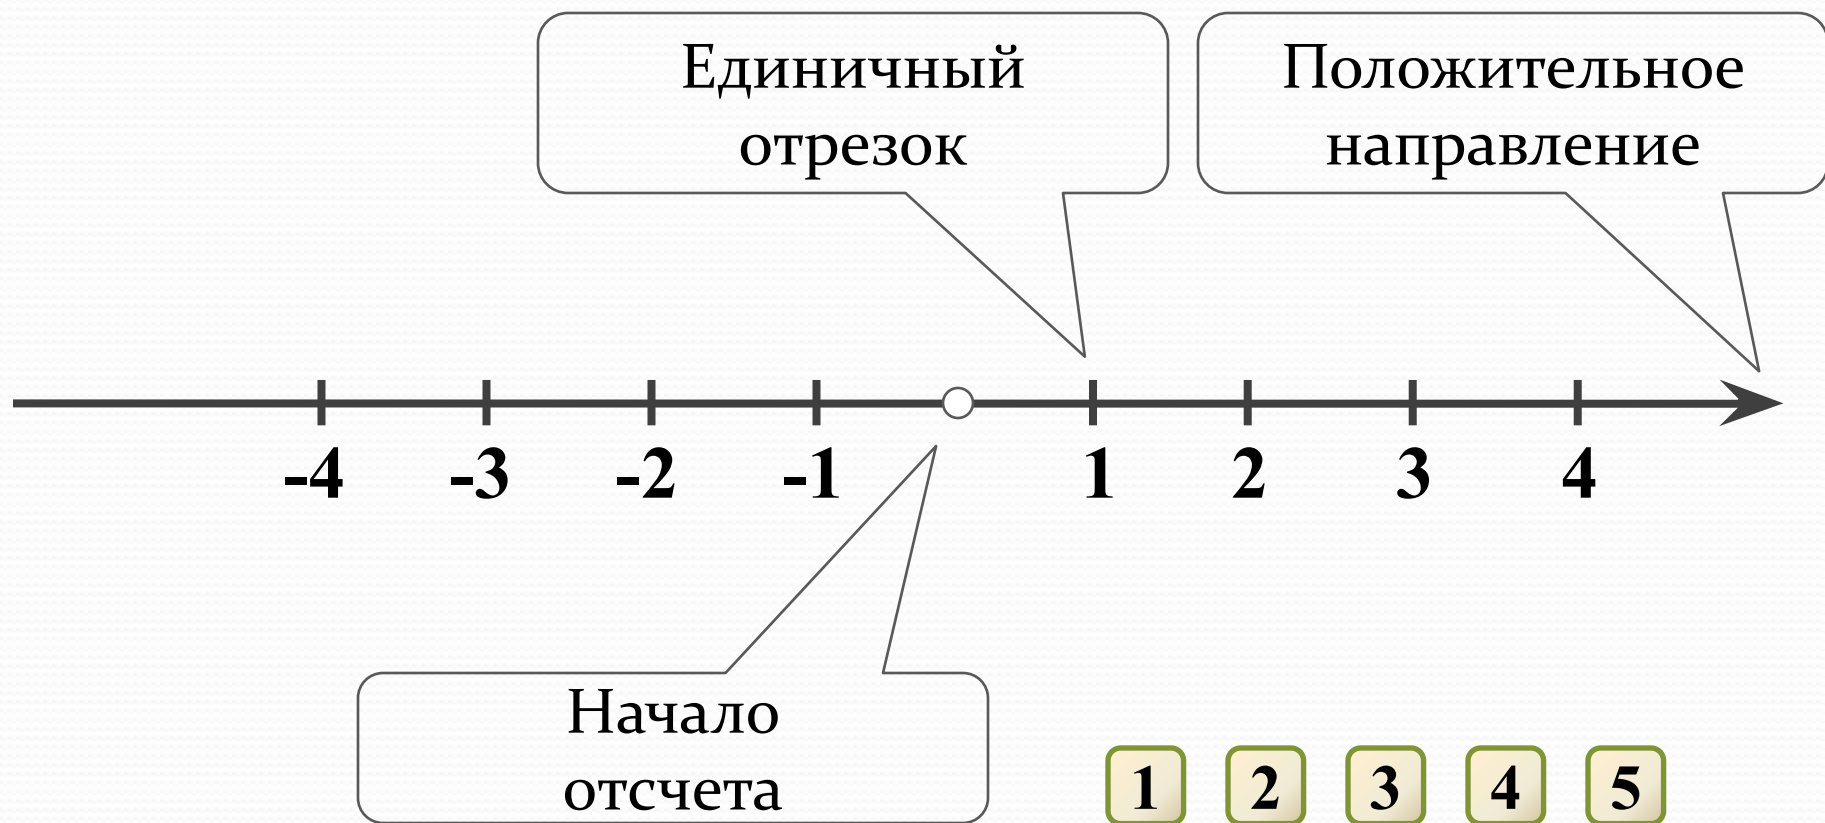 Единичный
отрезок
Положительное
направление
-4 -3 -2 -1 1 2 3 4
Начало
отсчета
1 2 3 4 5